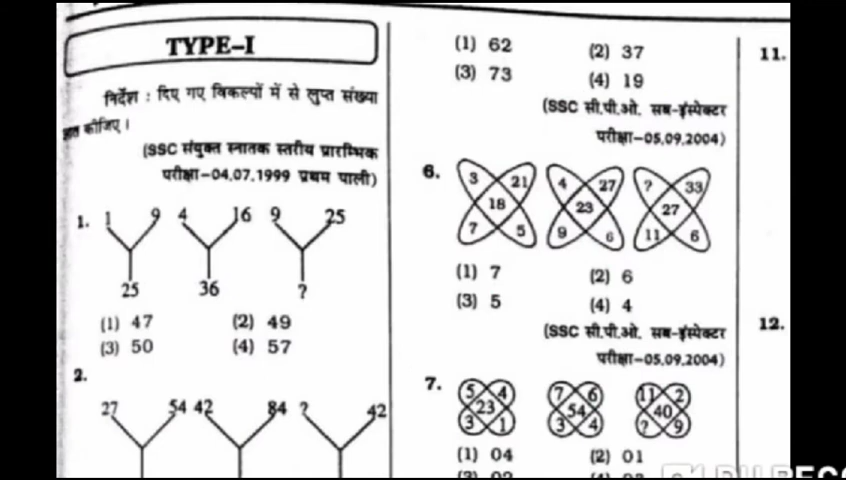 TYPE–I
निर्देश : दिए गए विकल्पों में से लुप्त संख्या
कीजिए।
(SSC संयुक्त स्नातक स्तरीय प्रारम्भिक
परीक्षा–04.07.1999 प्रथम पाली)
1. 1 9 4 16 9 25
25 36 ?
(1) 47 (2) 49
(3) 50 (4) 57
2.
27 54 42 84 ? 42
(1) 62 (2) 37
(3) 73 (4) 19
(SSC सी.पी.ओ. सब-इंस्पेक्टर
परीक्षा–05.09.2004)
6. 3 21 4 27 ? 33
18 23 27
7 5 9 6 11 6
(1) 7 (2) 6
(3) 5 (4) 4
(SSC सी.पी.ओ. सब-इंस्पेक्टर
परीक्षा–05.09.2004)
7. 5 4 7 6 11 2
23 54 40
3 1 3 4 ? 9
(1) 04 (2) 01
11.
12.